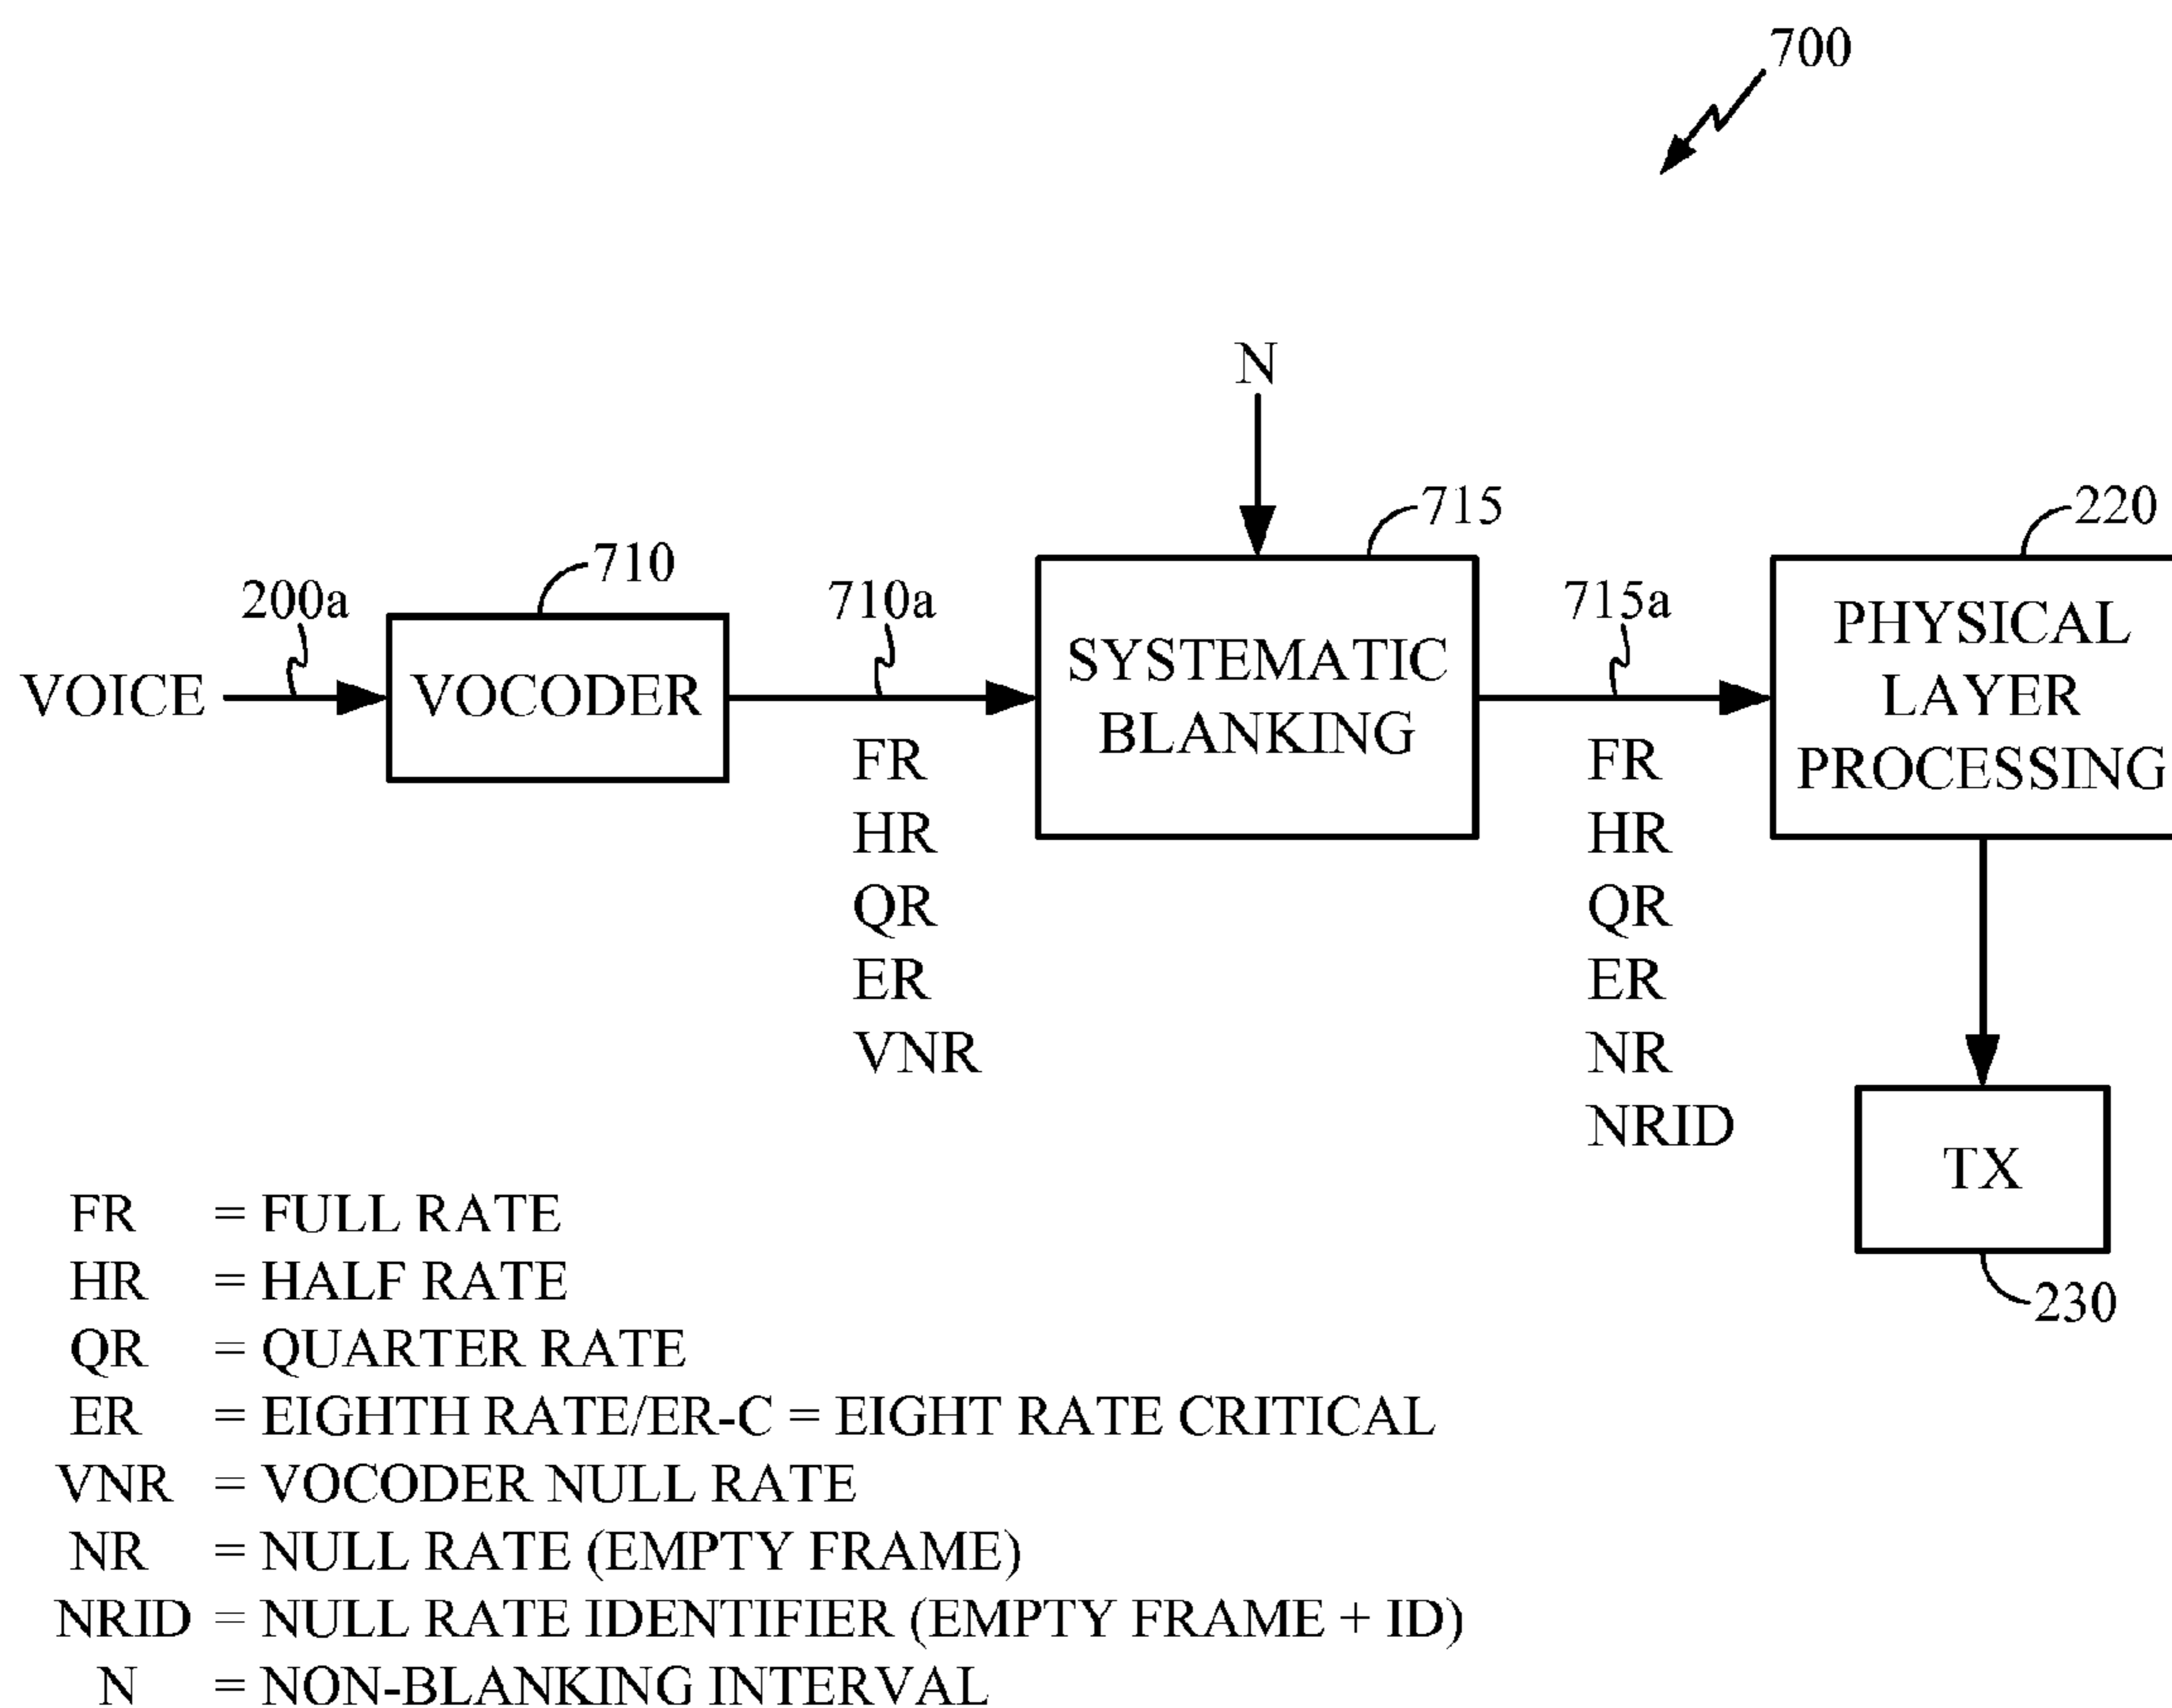 700
N
715
220
710
200a
710a
715a
VOICE
VOCODER
SYSTEMATIC
BLANKING
PHYSICAL
LAYER
PROCESSING
FR
HR
QR
ER
VNR
FR
HR
QR
ER
NR
NRID
TX
230
FR = FULL RATE
HR = HALF RATE
QR = QUARTER RATE
ER = EIGHTH RATE/ER-C = EIGHT RATE CRITICAL
VNR = VOCODER NULL RATE
NR = NULL RATE (EMPTY FRAME)
NRID = NULL RATE IDENTIFIER (EMPTY FRAME + ID)
N = NON-BLANKING INTERVAL